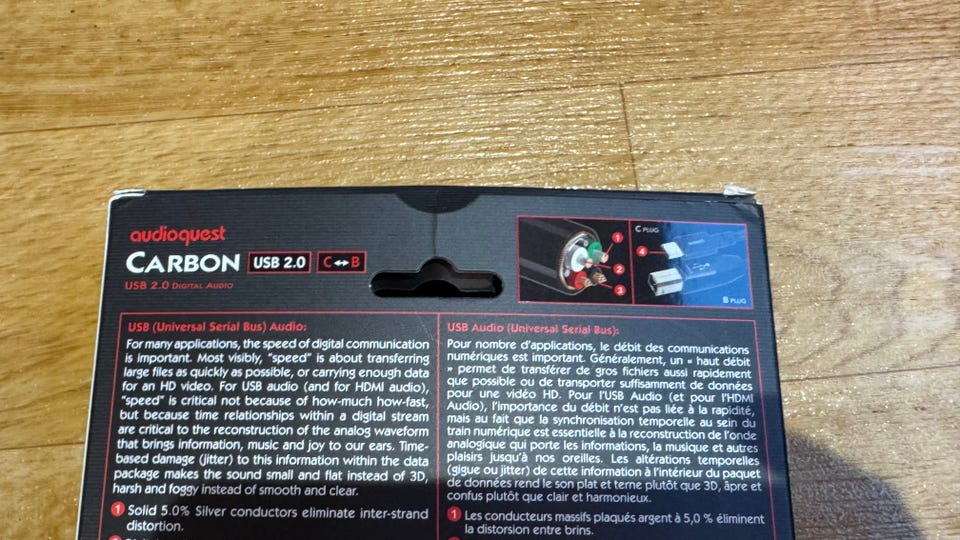 audioquest
CARBON USB 2.0 C↔B
USB 2.0 DIGITAL AUDIO
1
2
3
C PLUG
4
B PLUG
USB (Universal Serial Bus) Audio:
For many applications, the speed of digital communication
is important. Most visibly, “speed” is about transferring
large files as quickly as possible, or carrying enough data
for an HD video. For USB audio (and for HDMI audio),
“speed” is critical not because of how-much how-fast,
but because time relationships within a digital stream
are critical to the reconstruction of the analog waveform
that brings information, music and joy to our ears. Time-
based damage (jitter) to this information within the data
package makes the sound small and flat instead of 3D,
harsh and foggy instead of smooth and clear.
1 Solid 5.0% Silver conductors eliminate inter-strand
distortion.
USB Audio (Universal Serial Bus):
Pour nombre d’applications, le débit des communications
numériques est important. Généralement, un « haut débit
» permet de transférer de gros fichiers aussi rapidement
que possible ou de transporter suffisamment de données
pour une vidéo HD. Pour l’USB Audio (et pour l’HDMI
Audio), l’importance du débit n’est pas liée à la rapidité,
mais au fait que la synchronisation temporelle au sein du
train numérique est essentielle à la reconstruction de l’onde
analogique qui porte les informations, la musique et autres
plaisirs jusqu’à nos oreilles. Les altérations temporelles
(gigue ou jitter) de cette information à l’intérieur du paquet
de données rend le son plat et terne plutôt que 3D, âpre et
confus plutôt que clair et harmonieux.
1 Les conducteurs massifs plaqués argent à 5,0 % éliminent
la distorsion entre brins.